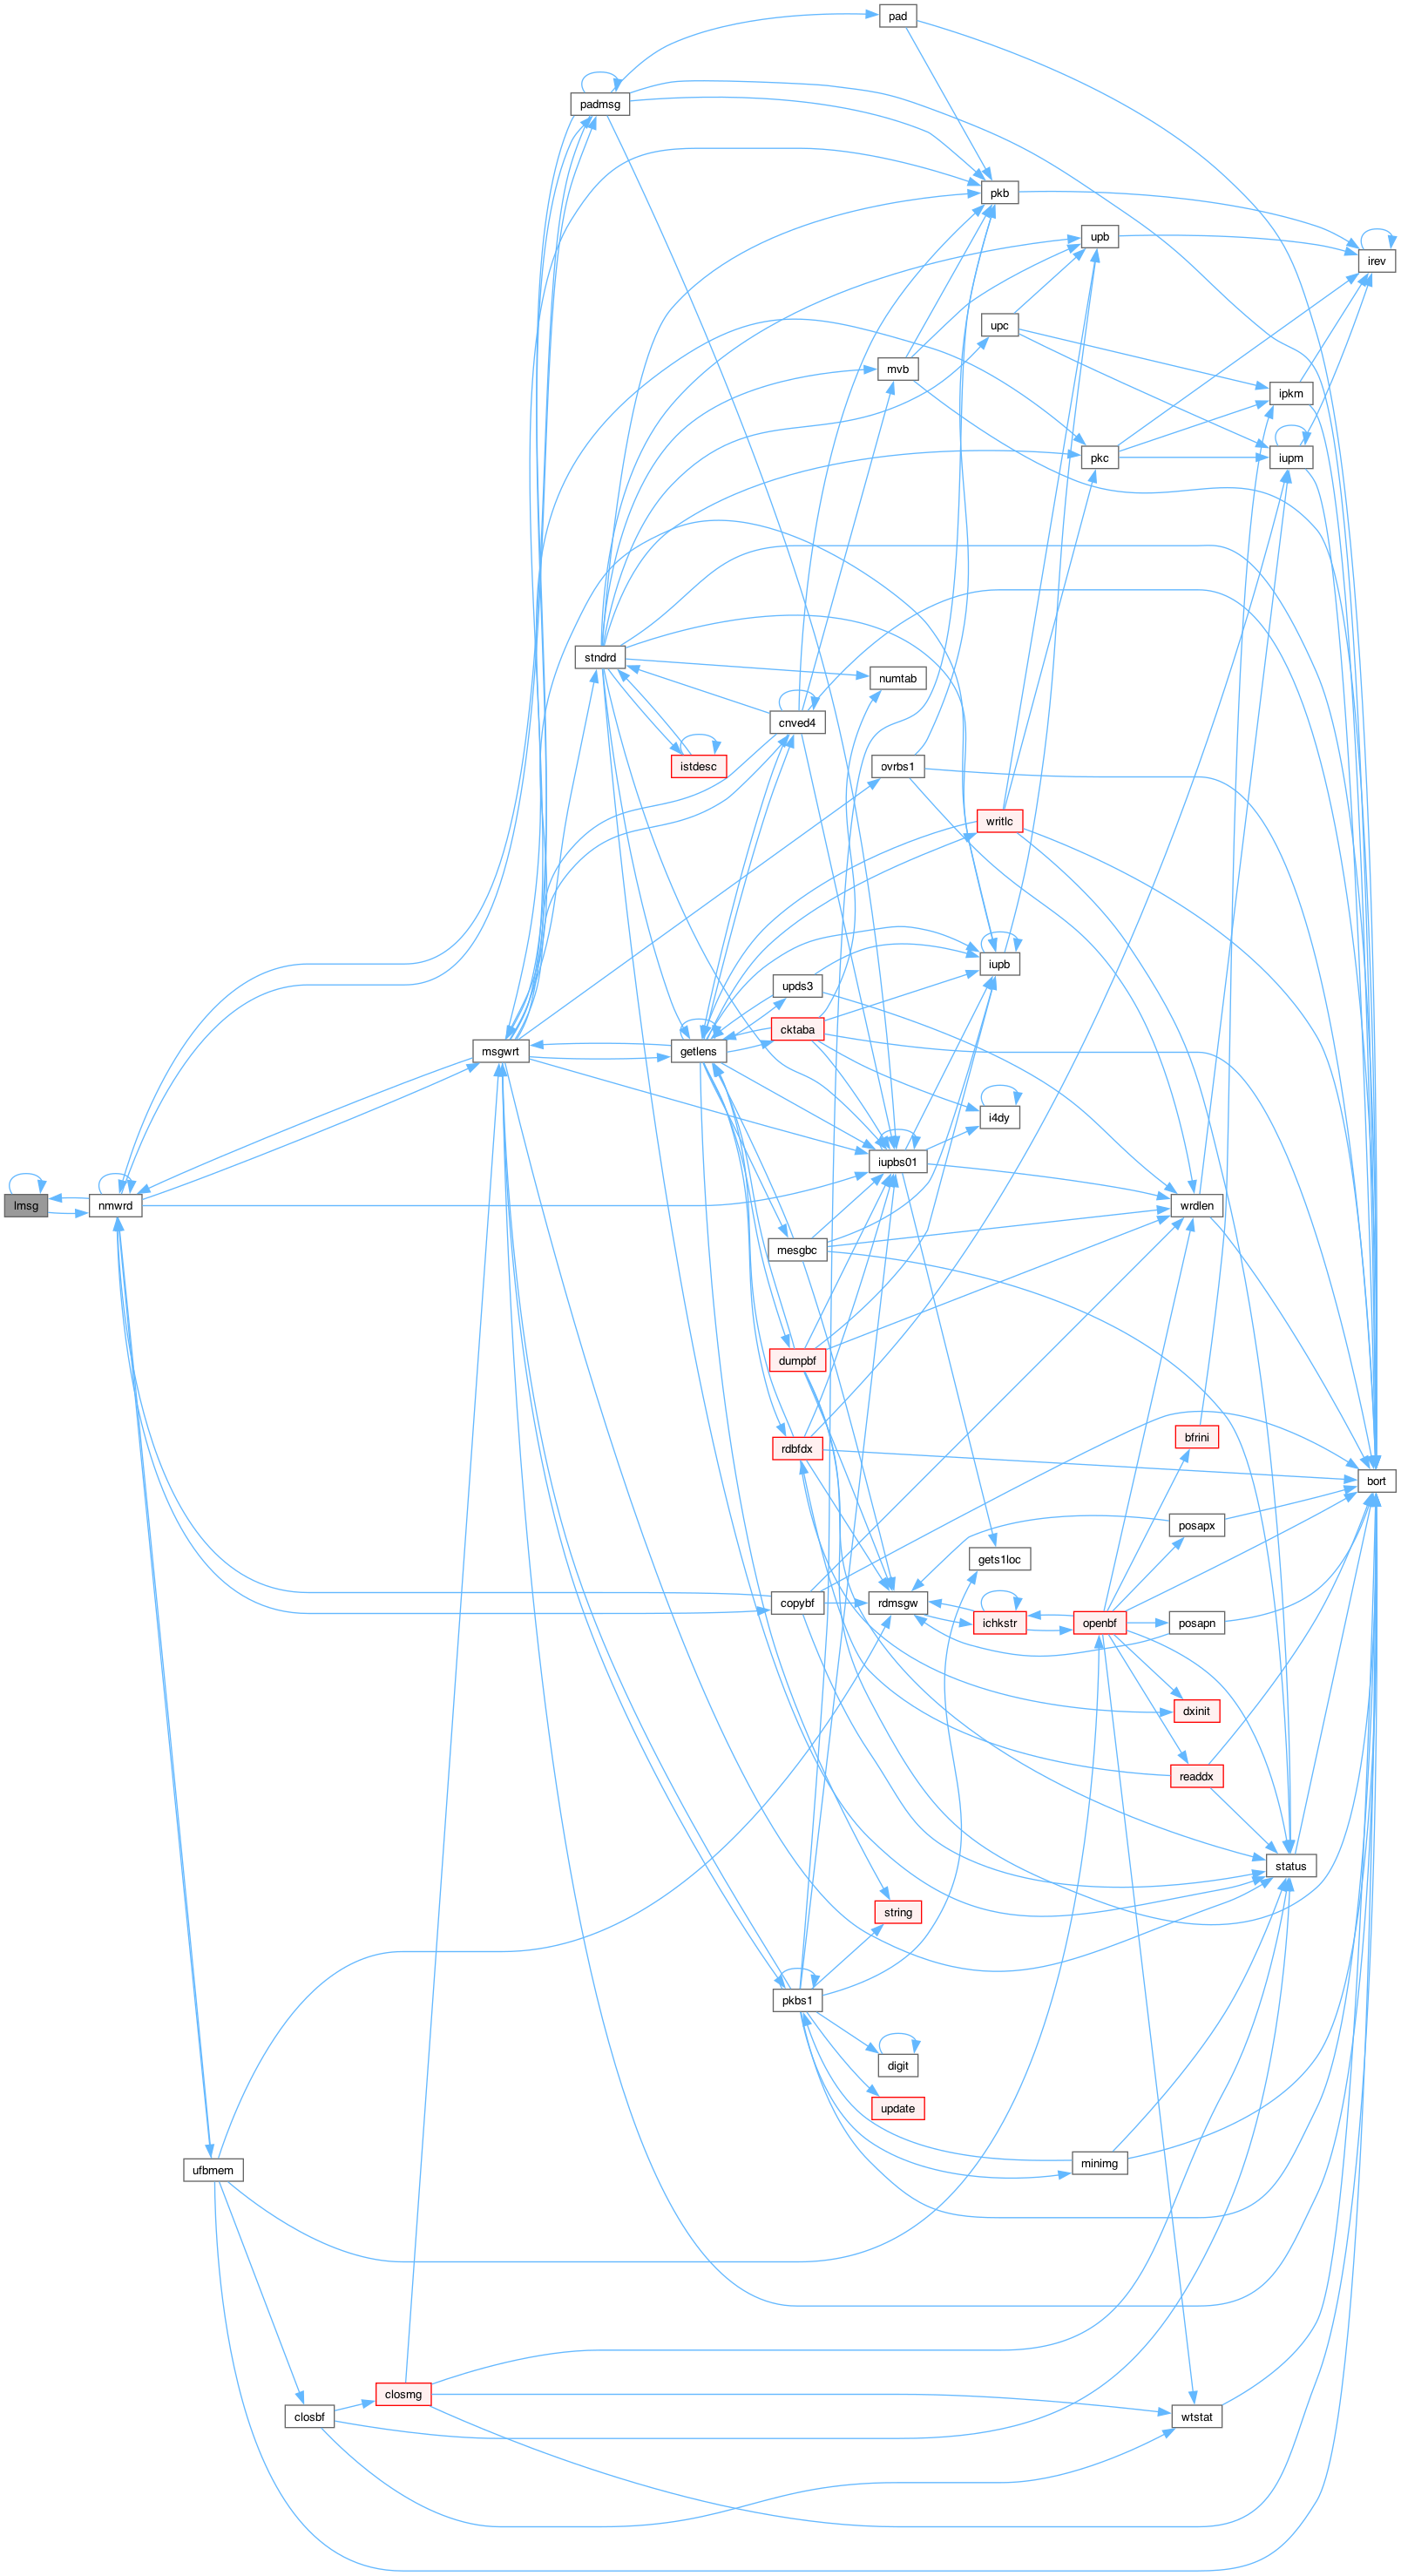 pad
padmsg
pkb
upb
irev
upc
mvb
ipkm
pkc
iupm
stndrd
numtab
cnved4
istdesc
ovrbs1
writlc
iupb
upds3
cktaba
msgwrt
getlens
i4dy
iupbs01
lmsg
nmwrd
wrdlen
mesgbc
dumpbf
bfrini
rdbfdx
bort
posapx
gets1loc
copybf
rdmsgw
ichkstr
openbf
posapn
dxinit
readdx
status
string
pkbs1
digit
update
minimg
ufbmem
closmg
closbf
wtstat